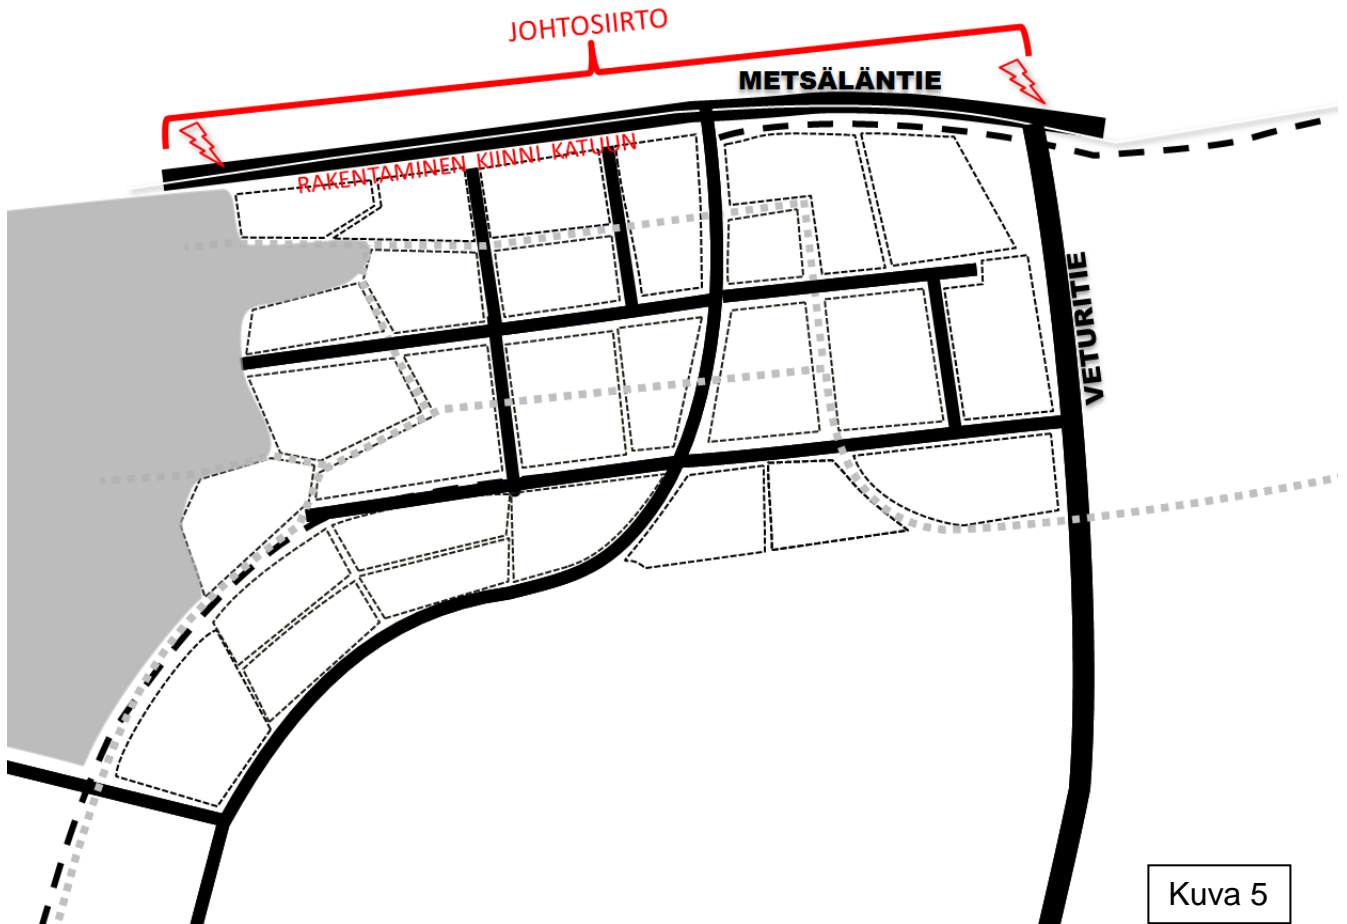 JOHTOSIIRTO
METSÄLÄNTIE
RAKENTAMINEN KIINNI KATUUN
VETURITIE
Kuva 5